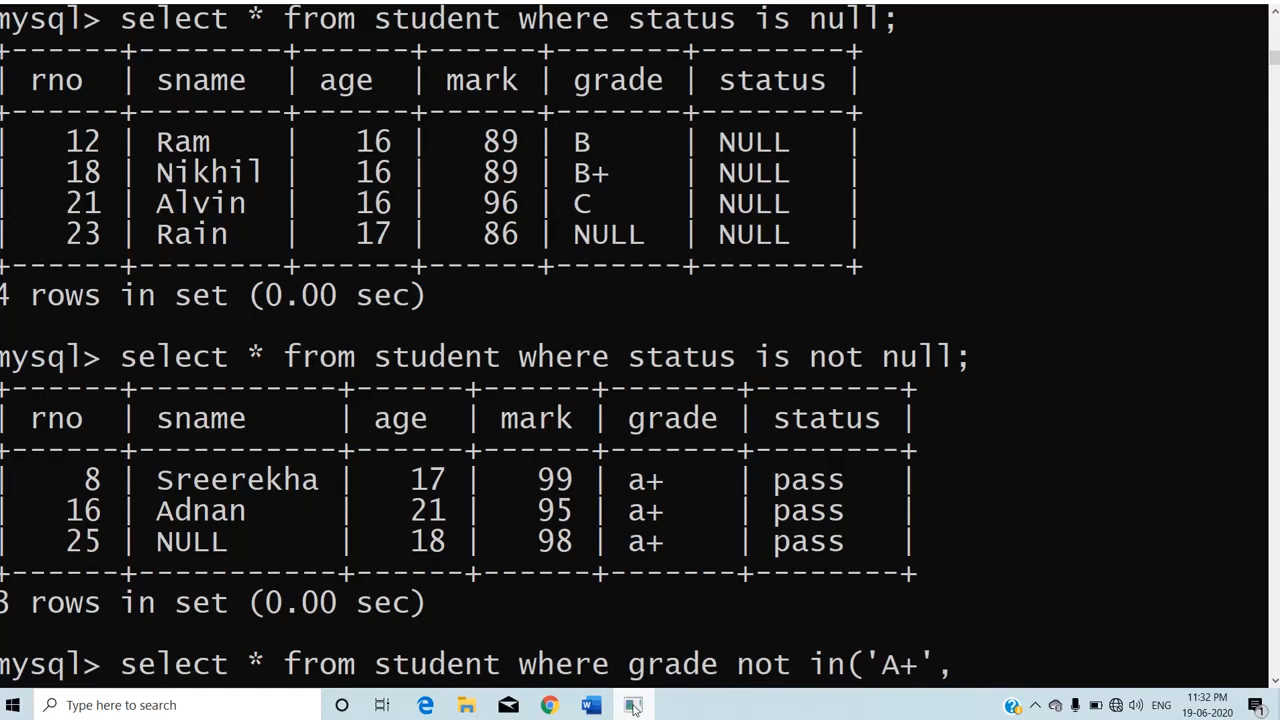 mysql> select * from student where status is null;
+------+--------+------+------+-------+--------+
| rno | sname | age | mark | grade | status |
+------+--------+------+------+-------+--------+
| 12 | Ram | 16 | 89 | B | NULL |
| 18 | Nikhil | 16 | 89 | B+ | NULL |
| 21 | Alvin | 16 | 96 | C | NULL |
| 23 | Rain | 17 | 86 | NULL | NULL |
+------+--------+------+------+-------+--------+
4 rows in set (0.00 sec)
mysql> select * from student where status is not null;
+------+-----------+------+------+-------+--------+
| rno | sname | age | mark | grade | status |
+------+-----------+------+------+-------+--------+
| 8 | Sreerekha | 17 | 99 | a+ | pass |
| 16 | Adnan | 21 | 95 | a+ | pass |
| 25 | NULL | 18 | 98 | a+ | pass |
+------+-----------+------+------+-------+--------+
3 rows in set (0.00 sec)
mysql> select * from student where grade not in('A+',
Type here to search
ENG
11:32 PM
19-06-2020
1